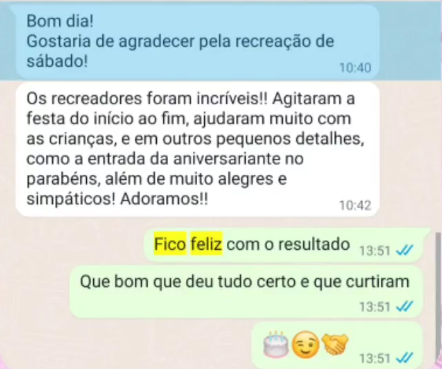 Bom dia!
Gostaria de agradecer pela recreação de
sábado!
10:40
Os recreadores foram incríveis!! Agitaram a
festa do início ao fim, ajudaram muito com
as crianças, e em outros pequenos detalhes,
como a entrada da aniversariante no
parabéns, além de muito alegres e
simpáticos! Adoramos!!
10:42
Fico feliz com o resultado 13:51
Que bom que deu tudo certo e que curtiram
13:51
🎂😉🤝 13:51